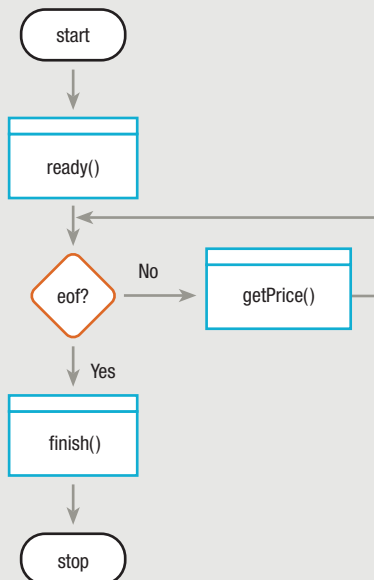 start
ready()
eof?
No
getPrice()
Yes
finish()
stop